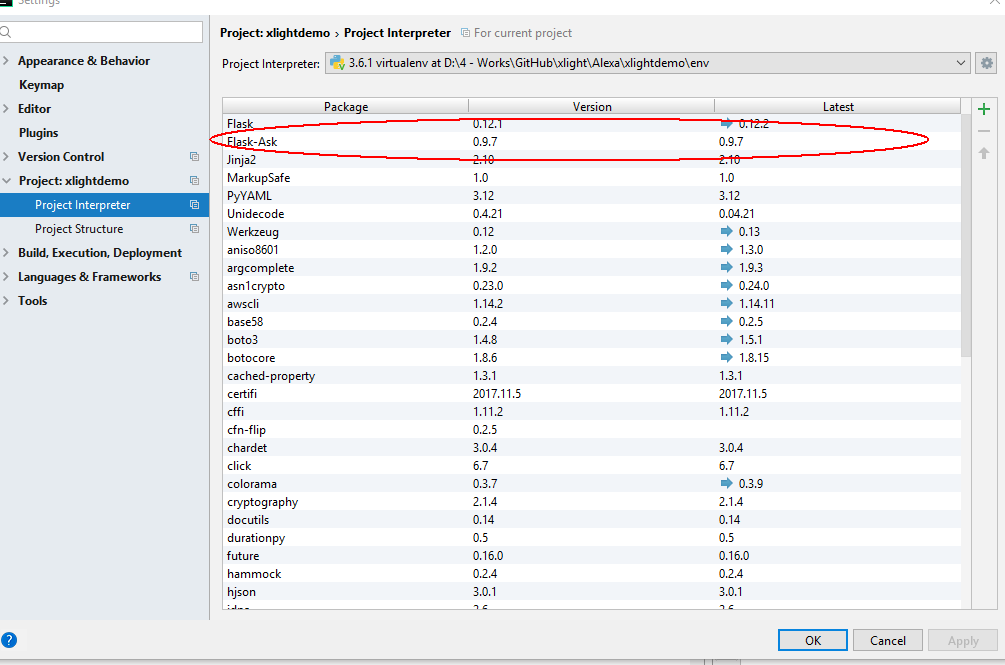 Settings
Project: xlightdemo › Project Interpreter For current project
Appearance & Behavior
Keymap
Editor
Plugins
Version Control
Project: xlightdemo
Project Interpreter
Project Structure
Build, Execution, Deployment
Languages & Frameworks
Tools
Project Interpreter: 3.6.1 virtualenv at D:\4 - Works\GitHub\xlight\Alexa\xlightdemo\env
Package Version Latest
Flask 0.12.1 0.12.2
Flask-Ask 0.9.7 0.9.7
Jinja2 2.10 2.10
MarkupSafe 1.0 1.0
PyYAML 3.12 3.12
Unidecode 0.4.21 0.04.21
Werkzeug 0.12 0.13
aniso8601 1.2.0 1.3.0
argcomplete 1.9.2 1.9.3
asn1crypto 0.23.0 0.24.0
awscli 1.14.2 1.14.11
base58 0.2.4 0.2.5
boto3 1.4.8 1.5.1
botocore 1.8.6 1.8.15
cached-property 1.3.1 1.3.1
certifi 2017.11.5 2017.11.5
cffi 1.11.2 1.11.2
cfn-flip 0.2.5
chardet 3.0.4 3.0.4
click 6.7 6.7
colorama 0.3.7 0.3.9
cryptography 2.1.4 2.1.4
docutils 0.14 0.14
durationpy 0.5 0.5
future 0.16.0 0.16.0
hammock 0.2.4 0.2.4
hjson 3.0.1 3.0.1
idna 2.6 2.6
OK Cancel Apply